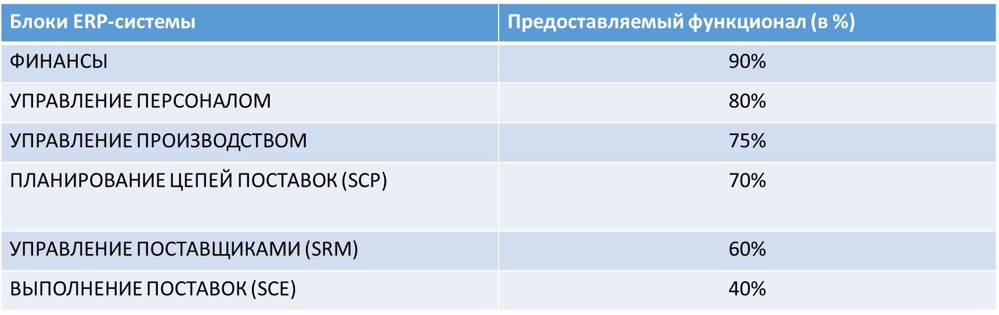 Блоки ERP-системы
Предоставляемый функционал (в %)
ФИНАНСЫ
90%
УПРАВЛЕНИЕ ПЕРСОНАЛОМ
80%
УПРАВЛЕНИЕ ПРОИЗВОДСТВОМ
75%
ПЛАНИРОВАНИЕ ЦЕПЕЙ ПОСТАВОК (SCP)
70%
УПРАВЛЕНИЕ ПОСТАВЩИКАМИ (SRM)
60%
ВЫПОЛНЕНИЕ ПОСТАВОК (SCE)
40%